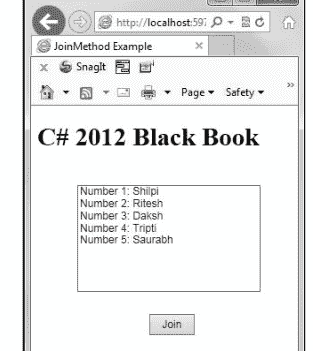 http://localhost:597
JoinMethod Example
x SnagIt
Page Safety »
C# 2012 Black Book
Number 1: Shilpi
Number 2: Ritesh
Number 3: Daksh
Number 4: Tripti
Number 5: Saurabh
Join